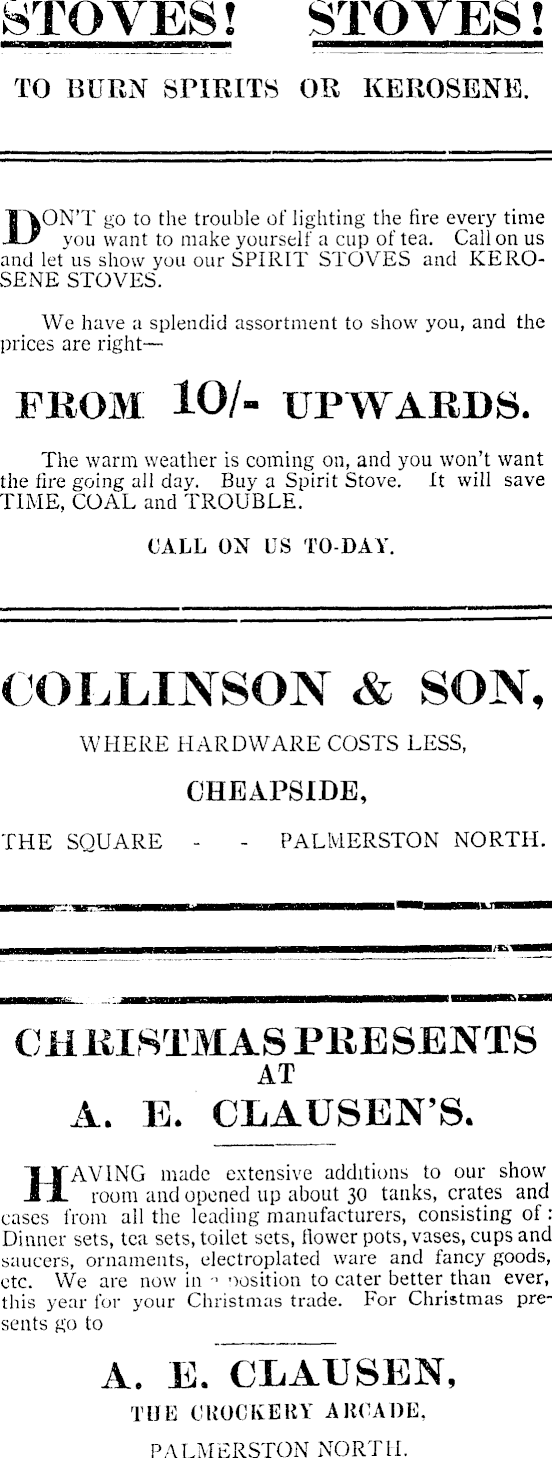 STOVES! STOVES!
TO BURN SPIRITS OR KEROSENE.
DON'T go to the trouble of lighting the fire every time
you want to make yourself a cup of tea. Call on us
and let us show you our SPIRIT STOVES and KERO-
SENE STOVES.
We have a splendid assortment to show you, and the
prices are right—
FROM 10/- UPWARDS.
The warm weather is coming on, and you won't want
the fire going all day. Buy a Spirit Stove. It will save
TIME, COAL and TROUBLE.
CALL ON US TO-DAY.
COLLINSON & SON,
WHERE HARDWARE COSTS LESS,
CHEAPSIDE,
THE SQUARE - - PALMERSTON NORTH.
CHRISTMAS PRESENTS
AT
A. E. CLAUSEN'S.
HAVING made extensive additions to our show
room and opened up about 30 tanks, crates and
cases from all the leading manufacturers, consisting of:
Dinner sets, tea sets, toilet sets, flower pots, vases, cups and
saucers, ornaments, electroplated ware and fancy goods,
etc. We are now in position to cater better than ever,
this year for your Christmas trade. For Christmas pre-
sents go to
A. E. CLAUSEN,
THE CROCKERY ARCADE,
PALMERSTON NORTH.